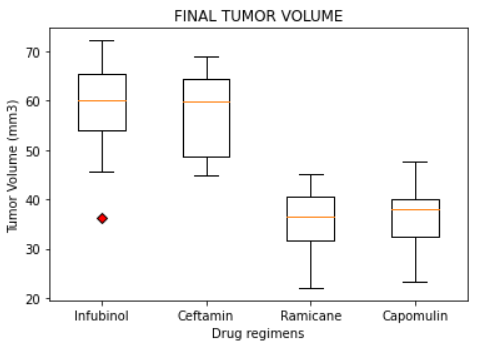 FINAL TUMOR VOLUME
Tumor Volume (mm3)
70
60
50
40
30
20
Infubinol Ceftamin Ramicane Capomulin
Drug regimens